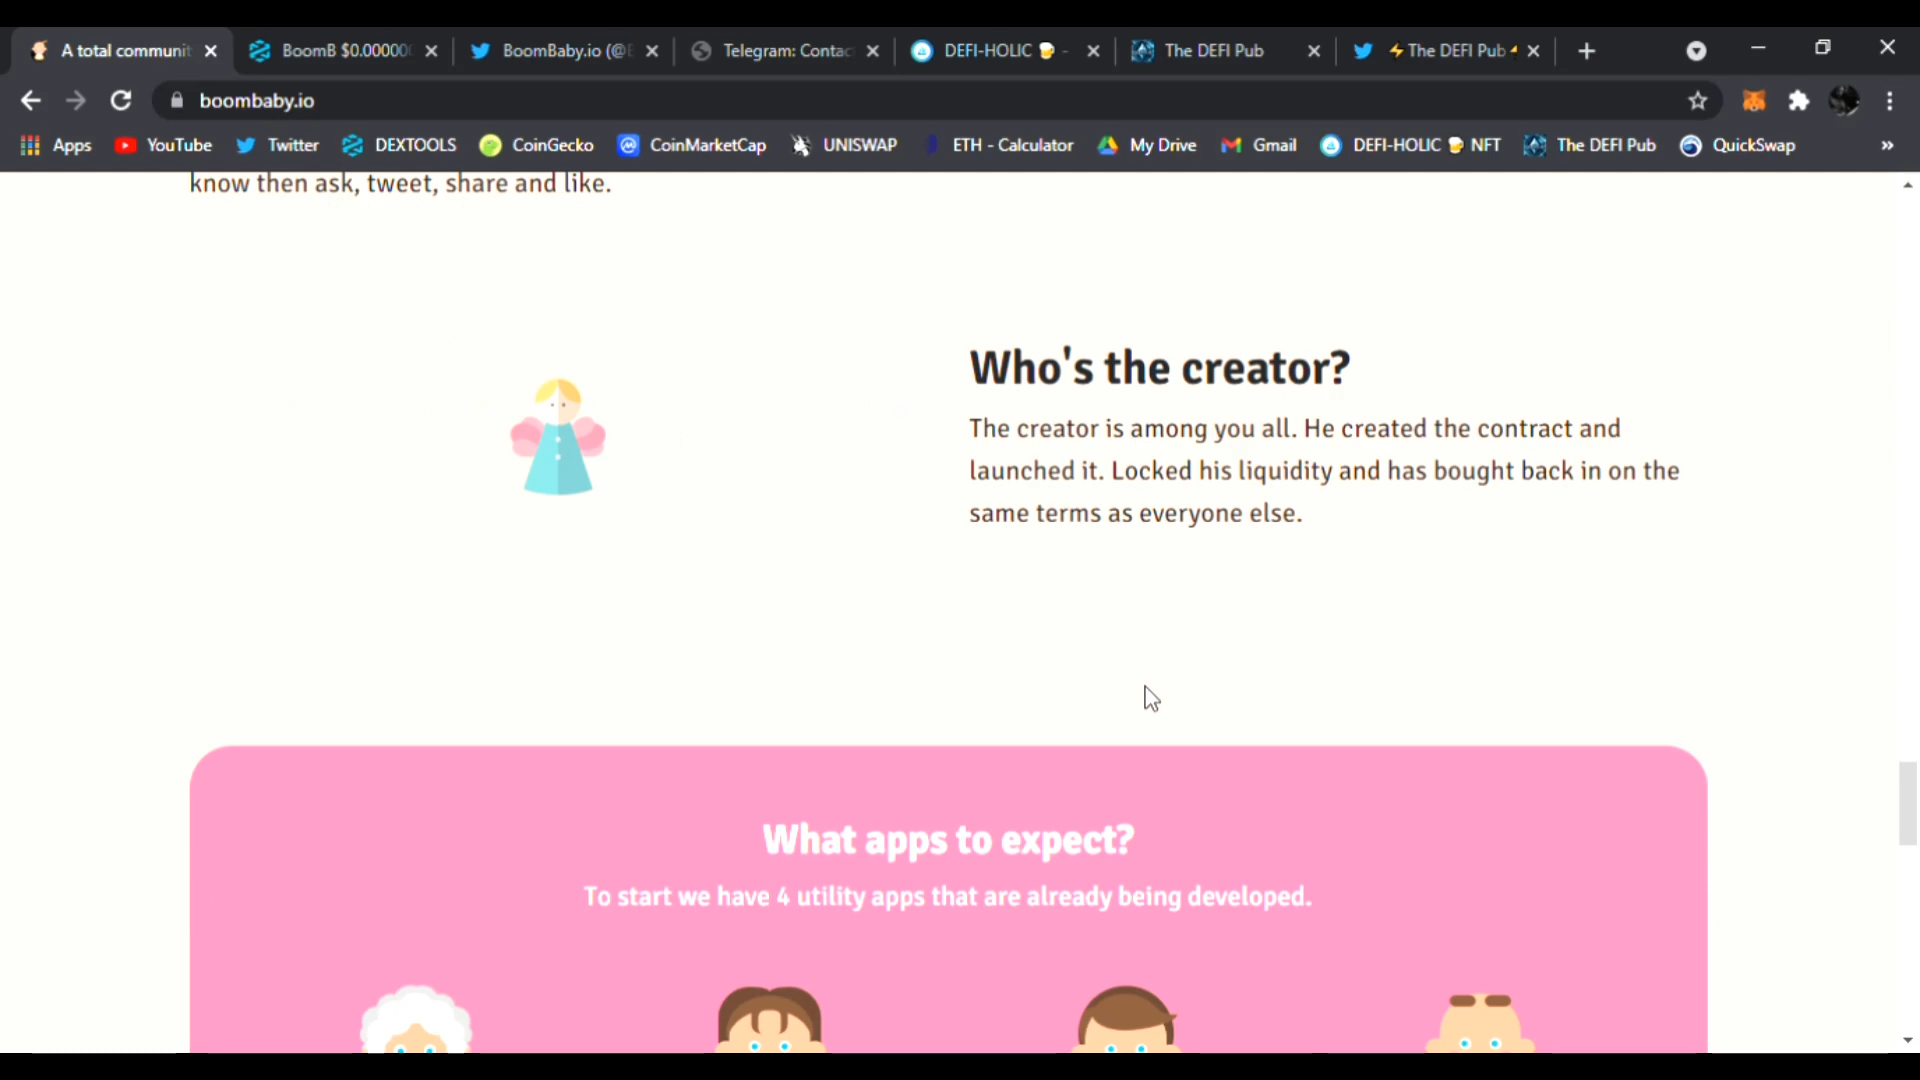 A total communit
BoomB $0.00000
BoomBaby.io (@
Telegram: Contac
DEFI-HOLIC 🍺 -
The DEFI Pub
⚡The DEFI Pub
boombaby.io
Apps
YouTube
Twitter
DEXTOOLS
CoinGecko
CoinMarketCap
UNISWAP
ETH - Calculator
My Drive
Gmail
DEFI-HOLIC 🍺 NFT
The DEFI Pub
QuickSwap
»
know then ask, tweet, share and like.
Who's the creator?
The creator is among you all. He created the contract and
launched it. Locked his liquidity and has bought back in on the
same terms as everyone else.
What apps to expect?
To start we have 4 utility apps that are already being developed.